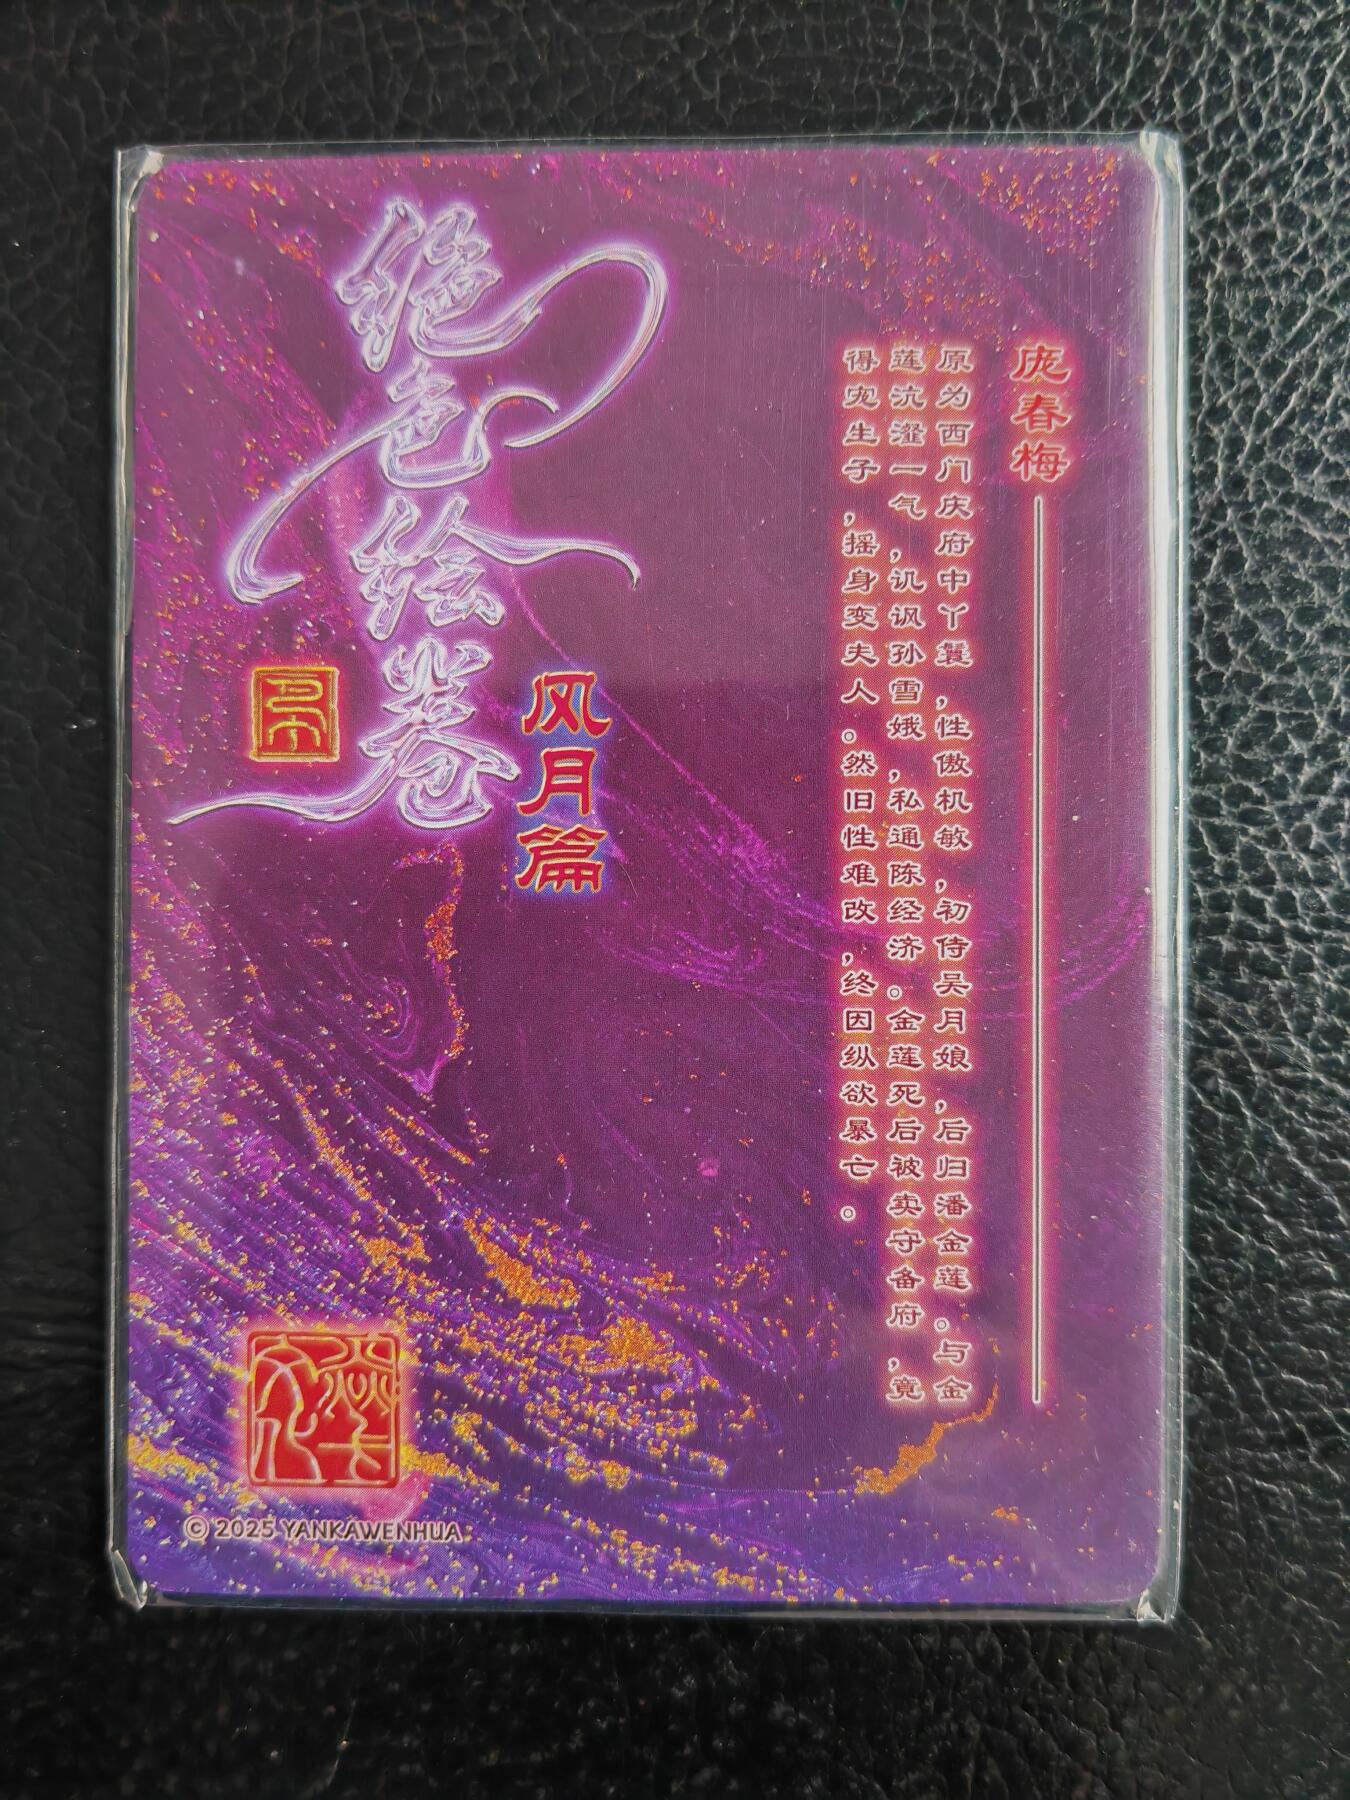 庞春梅
原为西门庆府中丫鬟，性傲机敏，初侍吴月娘，后归潘金莲。与金
莲沆瀣一气，讥讽孙雪娥，私通陈经济。金莲死后被卖守备府，竟
得宠生子，摇身变夫人。然旧性难改，终因纵欲暴亡。
绝色绘卷
风月篇
© 2025 YANKAWENHUA